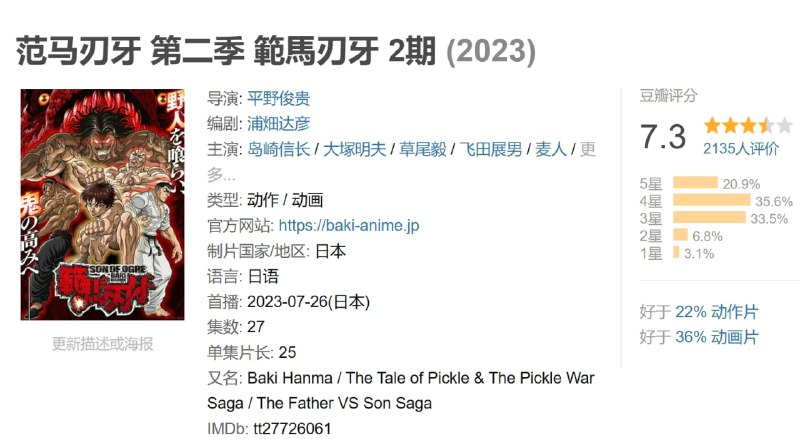 范马刃牙 第二季 範馬刃牙 2期 (2023)
野人を喰らい
鬼の高みへ
SON OF OGRE
BAKI
範馬刃牙
更新描述或海报
导演: 平野俊贵
编剧: 浦畑达彦
主演: 岛崎信长 / 大塚明夫 / 草尾毅 / 飞田展男 / 麦人 / 更
多...
类型: 动作 / 动画
官方网站: https://baki-anime.jp
制片国家/地区: 日本
语言: 日语
首播: 2023-07-26(日本)
集数: 27
单集片长: 25
又名: Baki Hanma / The Tale of Pickle & The Pickle War
Saga / The Father VS Son Saga
IMDb: tt27726061
豆瓣评分
7.3
2135人评价
5星 20.9%
4星 35.6%
3星 33.5%
2星 6.8%
1星 3.1%
好于 22% 动作片
好于 36% 动画片